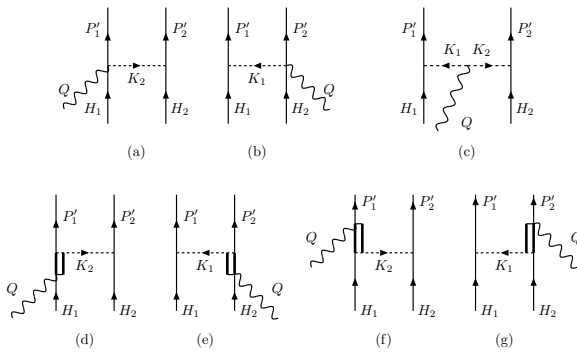 P′₁ P′₂ P′₁ P′₂ P′₁ P′₂
K₁ K₂
K₂ K₁
Q Q
H₁ H₂ H₁ H₂ H₁ Q H₂
(a) (b) (c)
P′₁ P′₂ P′₁ P′₂ P′₁ P′₂ P′₁ P′₂
Q Q
K₂ K₁ K₂ K₁
Q Q
H₁ H₂ H₁ H₂ H₁ H₂ H₁ H₂
(d) (e) (f) (g)